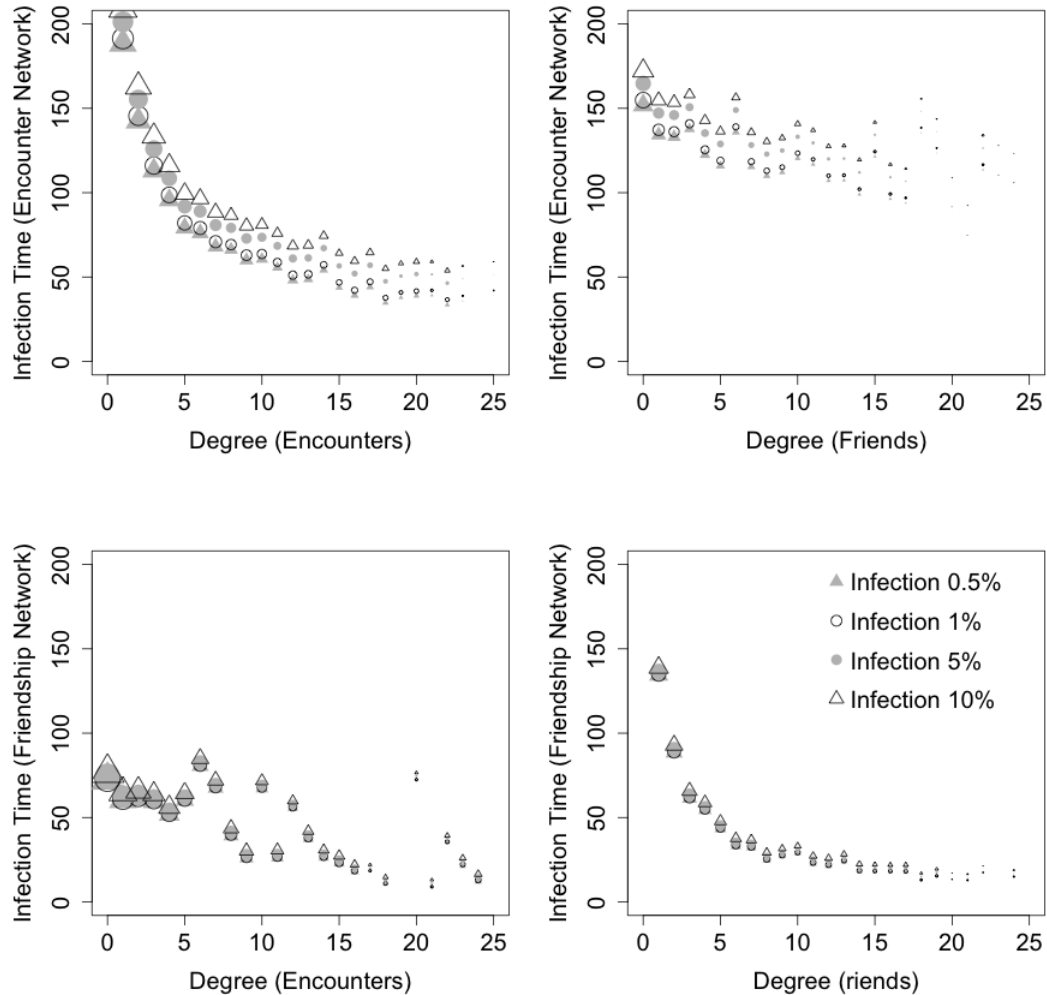 Infection Time (Encounter Network)
200
150
100
50
0
0 5 10 15 20 25
Degree (Encounters)
Infection Time (Encounter Network)
200
150
100
50
0
0 5 10 15 20 25
Degree (Friends)
Infection Time (Friendship Network)
200
150
100
50
0
0 5 10 15 20 25
Degree (Encounters)
Infection Time (Friendship Network)
200
150
100
50
0
Infection 0.5%
Infection 1%
Infection 5%
Infection 10%
0 5 10 15 20 25
Degree (riends)